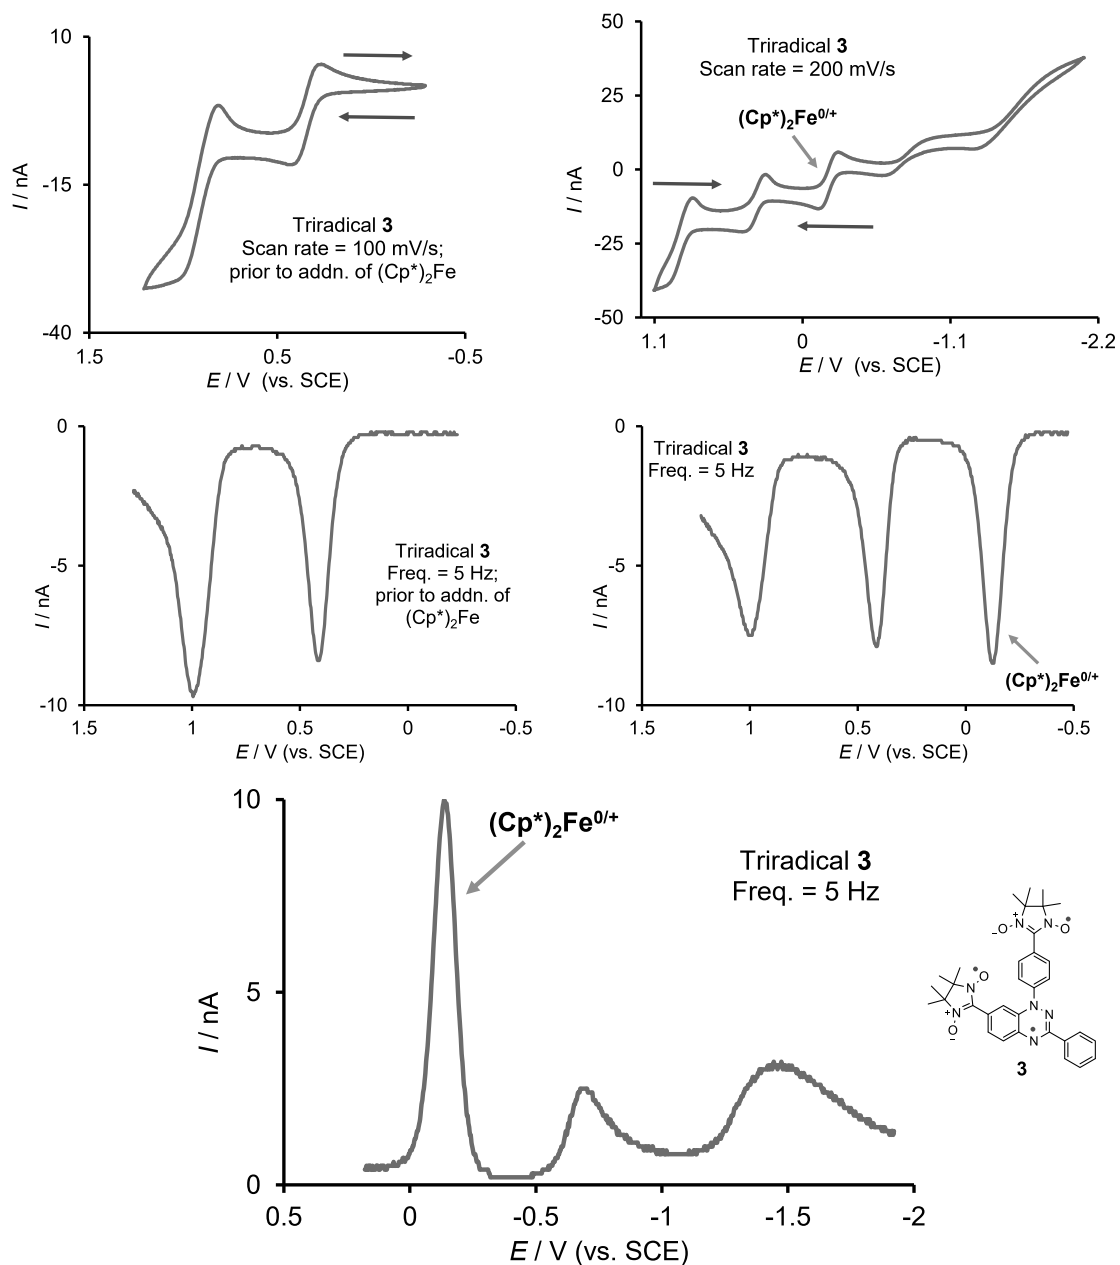 10
-15
-40
1.5
0.5
-0.5
I / nA
E / V (vs. SCE)
Triradical 3
Scan rate = 100 mV/s;
prior to addn. of (Cp*)₂Fe
50
25
0
-25
-50
1.1
0
-1.1
-2.2
I / nA
E / V (vs. SCE)
Triradical 3
Scan rate = 200 mV/s
(Cp*)₂Fe⁰/⁺
0
-5
-10
1.5
1
0.5
0
-0.5
I / nA
E / V (vs. SCE)
Triradical 3
Freq. = 5 Hz;
prior to addn. of
(Cp*)₂Fe
0
-5
-10
1.5
1
0.5
0
-0.5
I / nA
E / V (vs. SCE)
Triradical 3
Freq. = 5 Hz
(Cp*)₂Fe⁰/⁺
10
5
0
0.5
0
-0.5
-1
-1.5
-2
I / nA
E / V (vs. SCE)
(Cp*)₂Fe⁰/⁺
Triradical 3
Freq. = 5 Hz
⁻O
N⁺
N
O•
N
O•
N⁺
O⁻
N
N
N
3